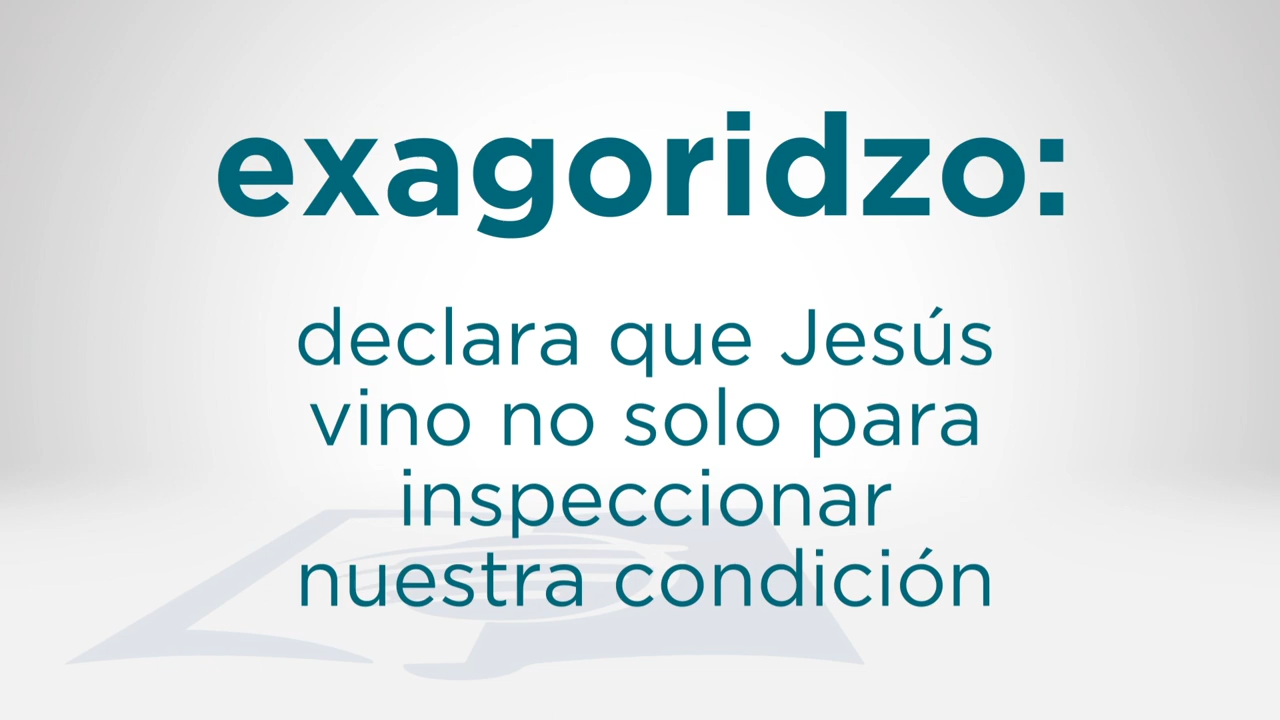 exagoridzo:
declara que Jesús
vino no solo para
inspeccionar
nuestra condición